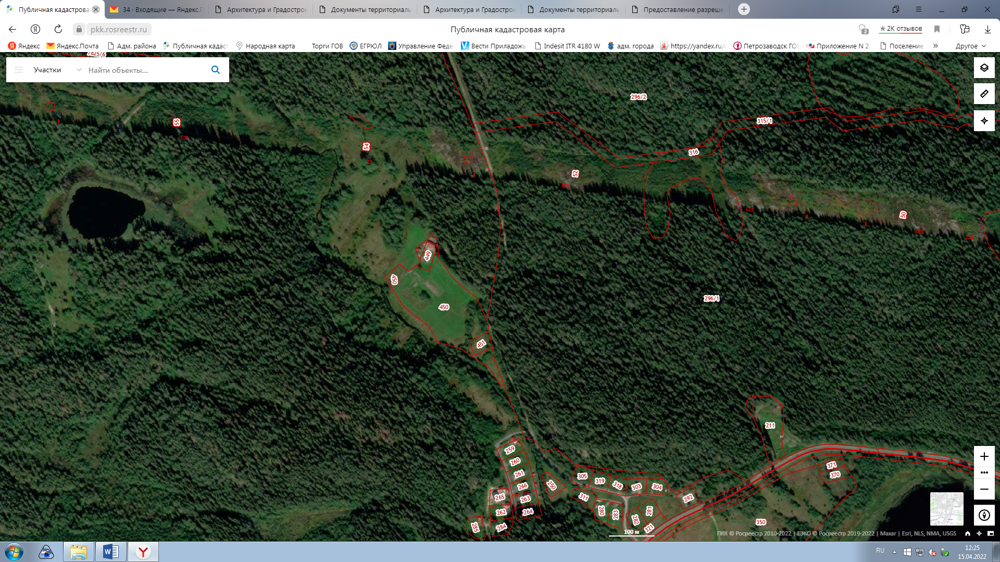 Публичная кадастрова
34 · Входящие — Яндекс.П
Архитектура и Градострои
Документы территориаль
Архитектура и Градострои
Документы территориаль
Предоставление разреше
pkk.rosreestr.ru
Публичная кадастровая карта
2
2K отзывов
Яндекс
Яндекс.Почта
Адм. района
Публичная кадаст
Народная карта
Торги ГОВ
ЕГРЮЛ
Управление Феде
Вести Приладожь
Indesit ITR 4180 W
адм. города
https://yandex.ru/
Петрозаводск ГО
Приложение N 2.
Поселение
»
Другое
7825/6
Участки
Найти объекты...
296/2
315/1
55
54
316
52
50
449
450
450
296/1
451
211
259
260
261
266
263
264
265
262
284
285
250
305
319
318
303
304
311
280
283
282
281
321
292
371
370
350
100 м
ПКК © Росреестр 2010-2022 | ЕЭКО © Росреестр 2019-2022 | Maxar | Esri, NLS, NMA, USGS
RU
12:25
15.04.2022